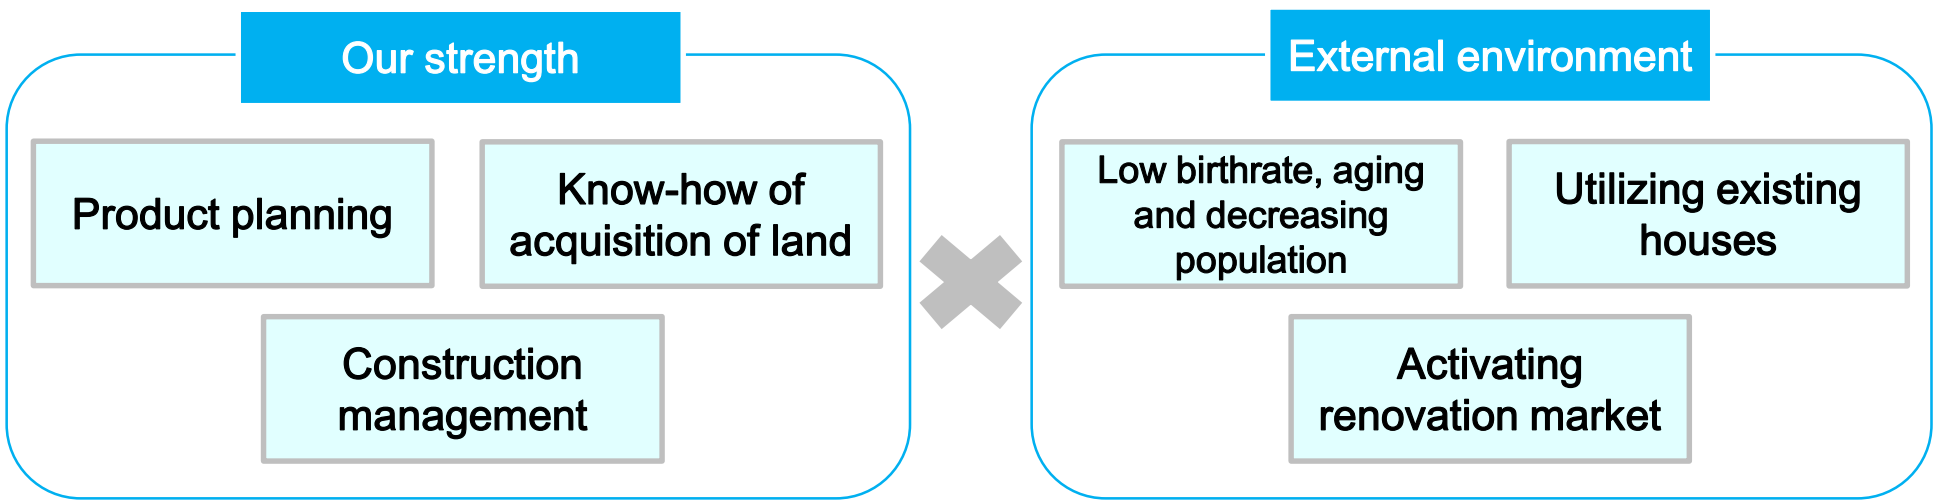 Our strength
Product planning
Know-how of
acquisition of land
Construction
management
External environment
Low birthrate, aging
and decreasing
population
Utilizing existing
houses
Activating
renovation market